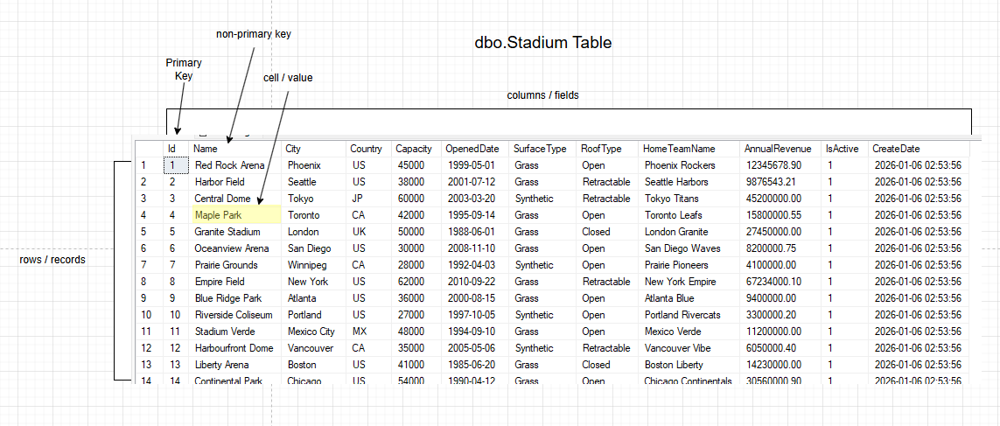 non-primary key
dbo.Stadium Table
Primary
Key
cell / value
columns / fields
Id Name City Country Capacity OpenedDate SurfaceType RoofType HomeTeamName AnnualRevenue IsActive CreateDate
1 1 Red Rock Arena Phoenix US 45000 1999-05-01 Grass Open Phoenix Rockers 12345678.90 1 2026-01-06 02:53:56
2 2 Harbor Field Seattle US 38000 2001-07-12 Grass Retractable Seattle Harbors 9876543.21 1 2026-01-06 02:53:56
3 3 Central Dome Tokyo JP 60000 2003-03-20 Synthetic Retractable Tokyo Titans 45200000.00 1 2026-01-06 02:53:56
4 4 Maple Park Toronto CA 42000 1995-09-14 Grass Open Toronto Leafs 15800000.55 1 2026-01-06 02:53:56
5 5 Granite Stadium London UK 50000 1988-06-01 Grass Closed London Granite 27450000.00 1 2026-01-06 02:53:56
6 6 Oceanview Arena San Diego US 30000 2008-11-10 Grass Open San Diego Waves 8200000.75 1 2026-01-06 02:53:56
rows / records
7 7 Prairie Grounds Winnipeg CA 28000 1992-04-03 Synthetic Open Prairie Pioneers 4100000.00 1 2026-01-06 02:53:56
8 8 Empire Field New York US 62000 2010-09-22 Grass Retractable New York Empire 67234000.10 1 2026-01-06 02:53:56
9 9 Blue Ridge Park Atlanta US 36000 2000-08-15 Grass Open Atlanta Blue 9400000.00 1 2026-01-06 02:53:56
10 10 Riverside Coliseum Portland US 27000 1997-10-05 Synthetic Open Portland Rivercats 3300000.20 1 2026-01-06 02:53:56
11 11 Stadium Verde Mexico City MX 48000 1994-09-10 Grass Open Mexico Verde 11200000.00 1 2026-01-06 02:53:56
12 12 Harbourfront Dome Vancouver CA 35000 2005-05-06 Synthetic Retractable Vancouver Vibe 6050000.40 1 2026-01-06 02:53:56
13 13 Liberty Arena Boston US 41000 1985-06-20 Grass Closed Boston Liberty 14230000.00 1 2026-01-06 02:53:56
14 14 Continental Park Chicago US 54000 1990-04-12 Grass Open Chicago Continentals 30560000.90 1 2026-01-06 02:53:56